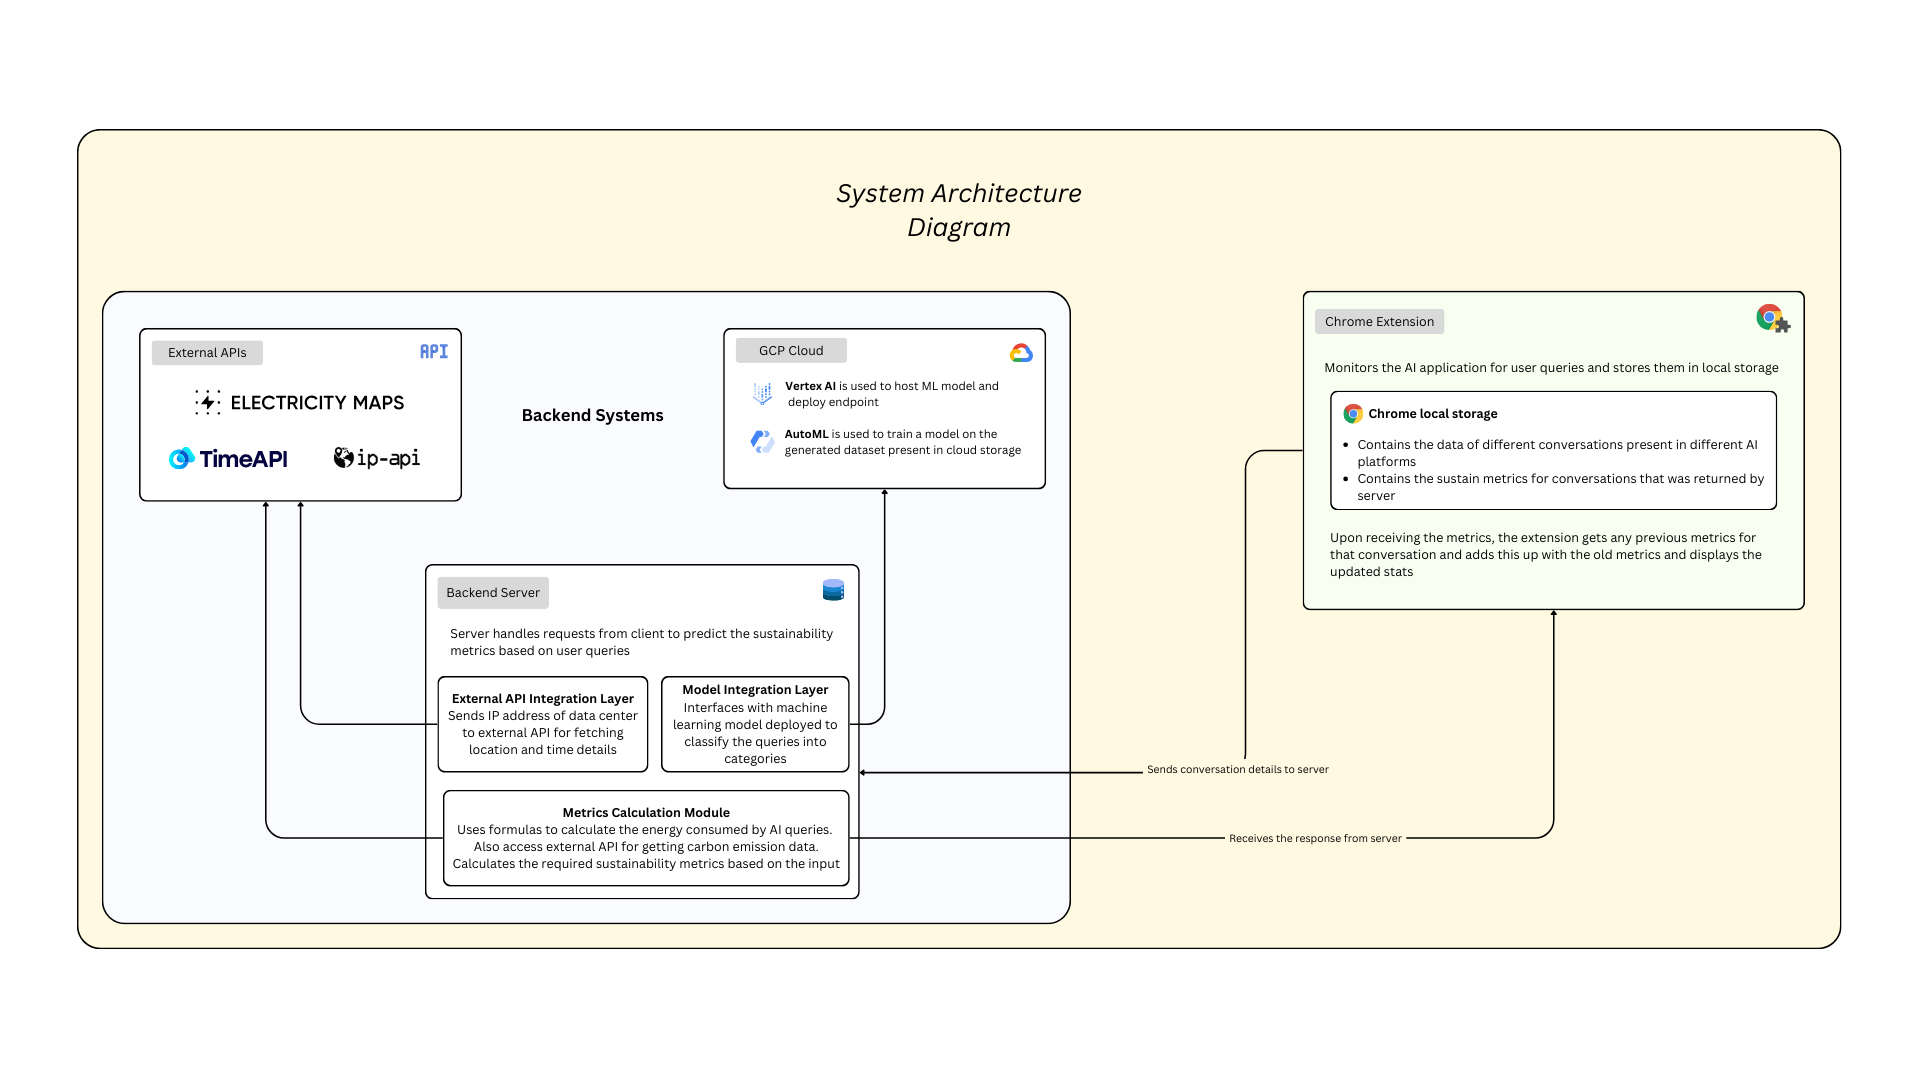 System Architecture
Diagram
External APIs
API
ELECTRICITY MAPS
TimeAPI
ip-api
Backend Systems
GCP Cloud
Vertex AI is used to host ML model and
deploy endpoint
AutoML is used to train a model on the
generated dataset present in cloud storage
Backend Server
Server handles requests from client to predict the sustainability
metrics based on user queries
External API Integration Layer
Sends IP address of data center
to external API for fetching
location and time details
Model Integration Layer
Interfaces with machine
learning model deployed to
classify the queries into
categories
Metrics Calculation Module
Uses formulas to calculate the energy consumed by AI queries.
Also access external API for getting carbon emission data.
Calculates the required sustainability metrics based on the input
Sends conversation details to server
Receives the response from server
Chrome Extension
Monitors the AI application for user queries and stores them in local storage
Chrome local storage
• Contains the data of different conversations present in different AI
platforms
• Contains the sustain metrics for conversations that was returned by
server
Upon receiving the metrics, the extension gets any previous metrics for
that conversation and adds this up with the old metrics and displays the
updated stats